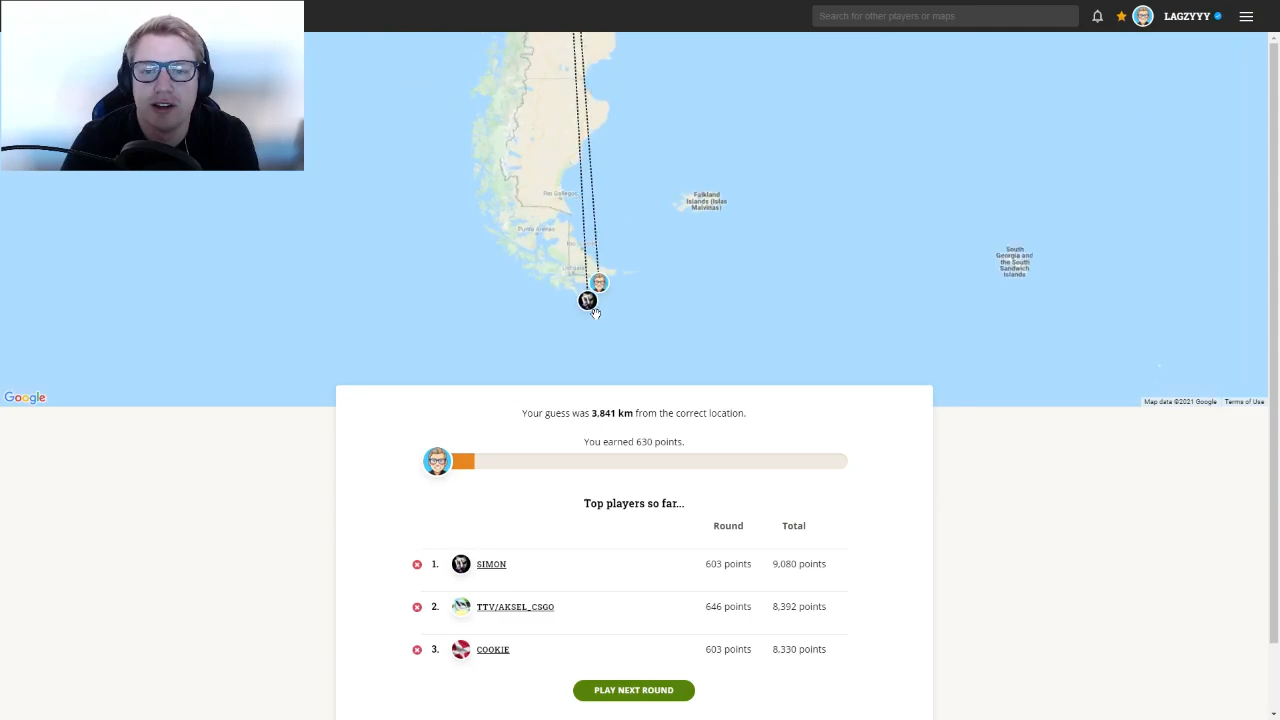 Search for other players or maps
LAGZYYY
Rio Gallegos
Punta Arenas
Falkland
Islands (Islas
Malvinas)
South
Georgia and
the South
Sandwich
Islands
Google
Map data ©2021 Google
Terms of Use
Your guess was 3,841 km from the correct location.
You earned 630 points.
Top players so far...
Round Total
1. SIMON 603 points 9,080 points
2. TTV/AKSEL_CSGO 646 points 8,392 points
3. COOKIE 603 points 8,330 points
PLAY NEXT ROUND